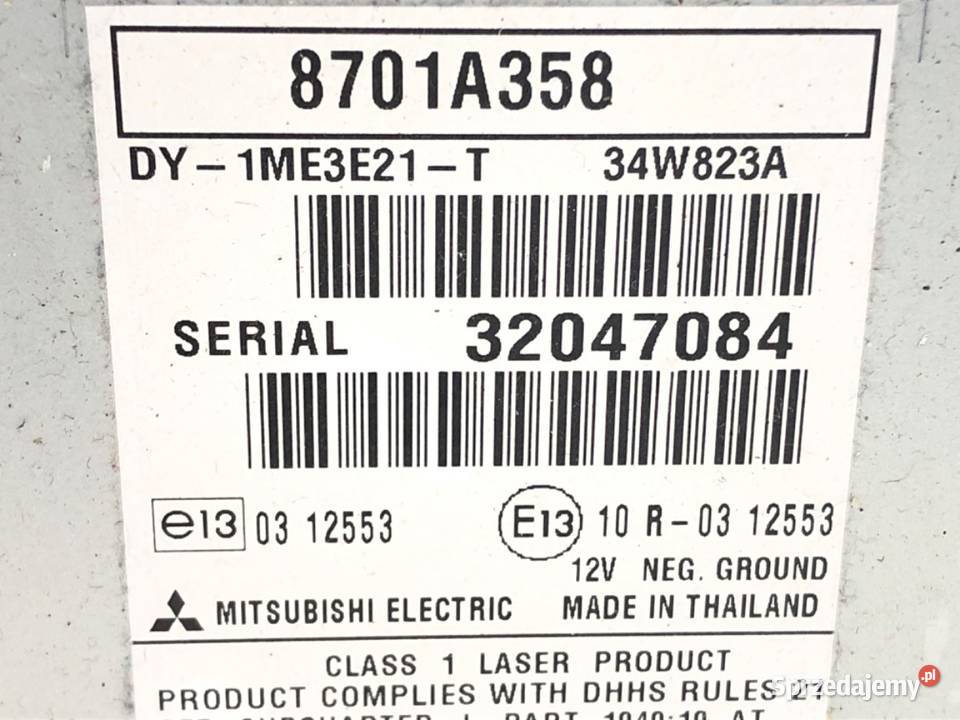 8701A358
DY-1ME3E21-T 34W823A
SERIAL 32047084
e13 03 12553 E13 10 R-03 12553
12V NEG. GROUND
MITSUBISHI ELECTRIC MADE IN THAILAND
CLASS 1 LASER PRODUCT
PRODUCT COMPLIES WITH DHHS RULES 21
Sprzedajemy.pl